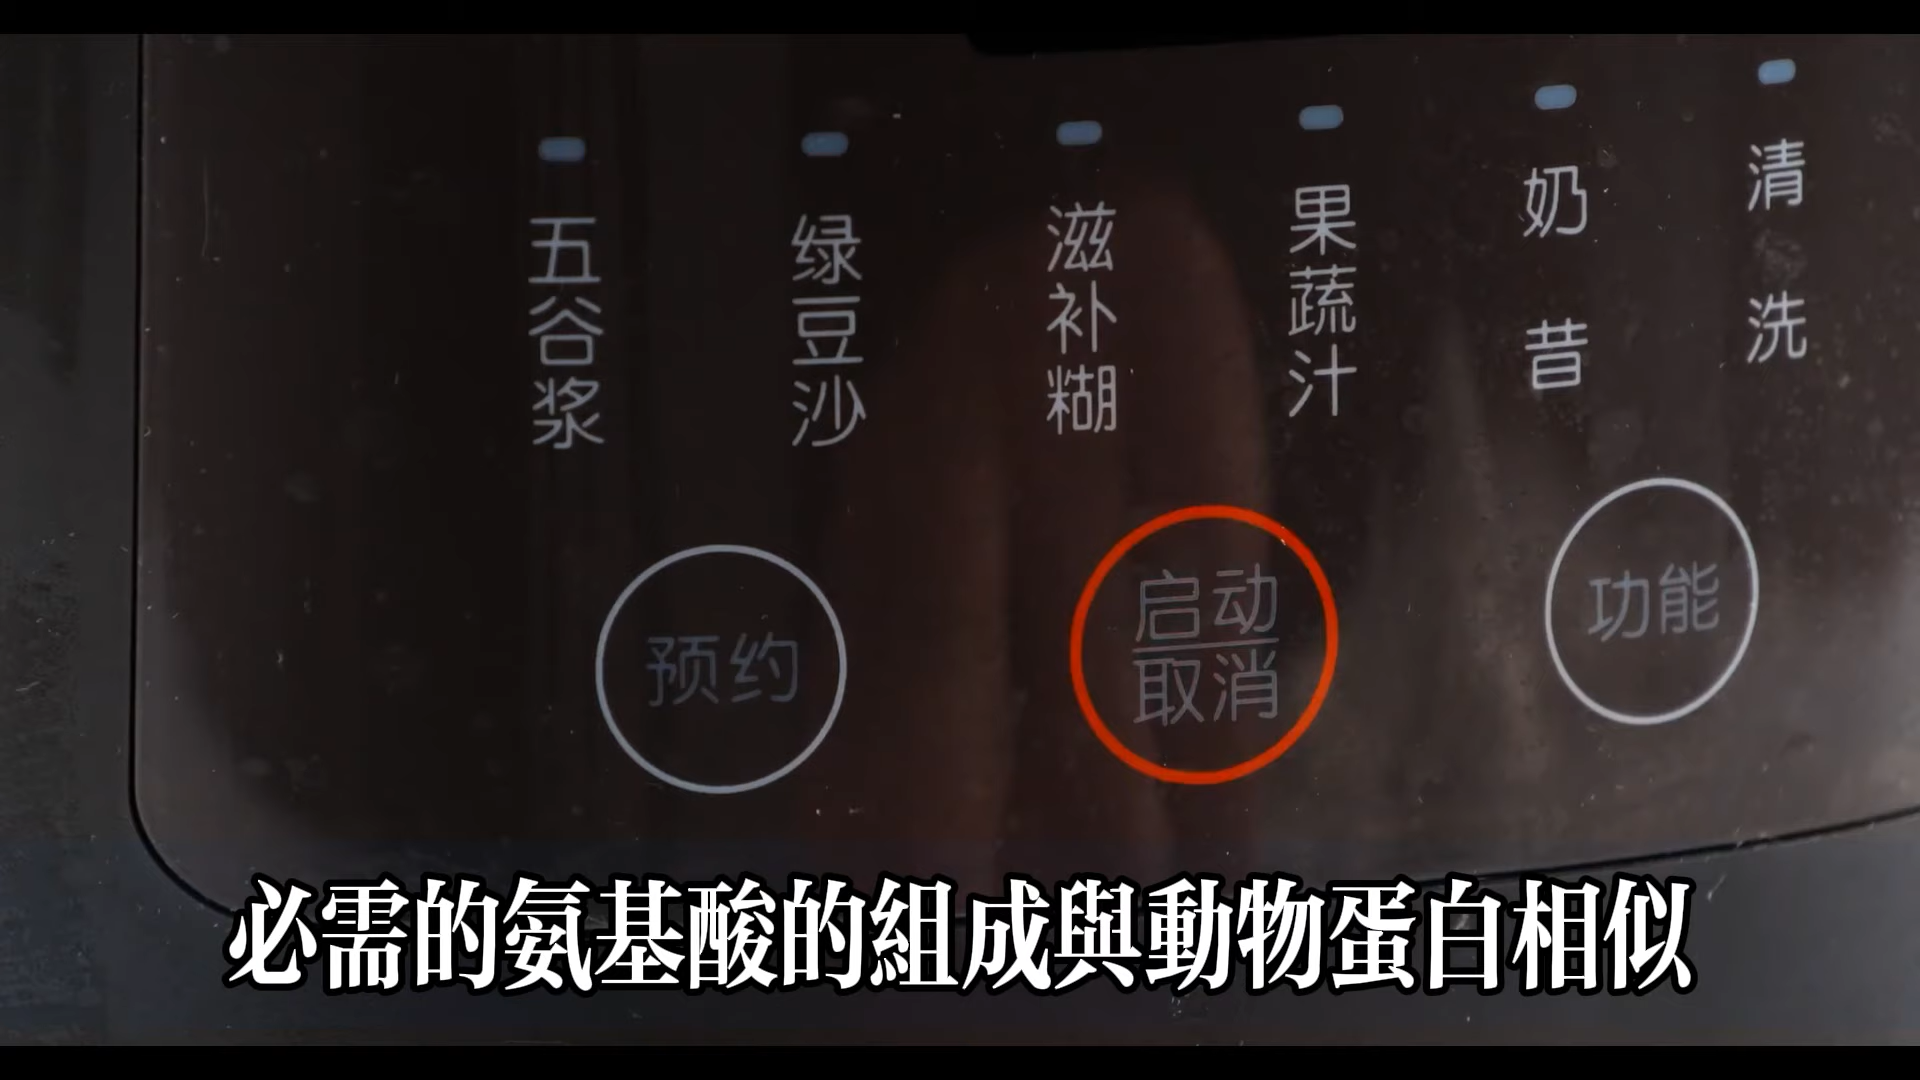 五谷浆
绿豆沙
滋补糊
果蔬汁
奶昔
清洗
预约
启动
取消
功能
必需的氨基酸的組成與動物蛋白相似